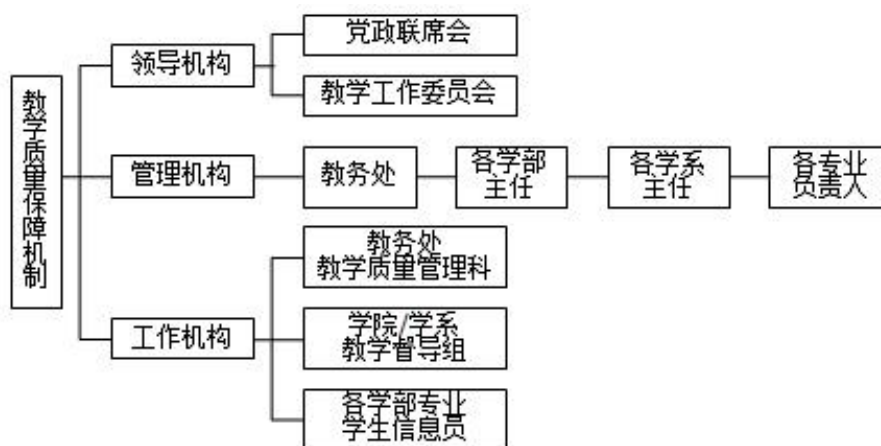 教学质量保障机制
领导机构
党政联席会
教学工作委员会
管理机构
教务处
各学部
主任
各学系
主任
各专业
负责人
工作机构
教务处
教学质量管理科
学院/学系
教学督导组
各学部专业
学生信息员